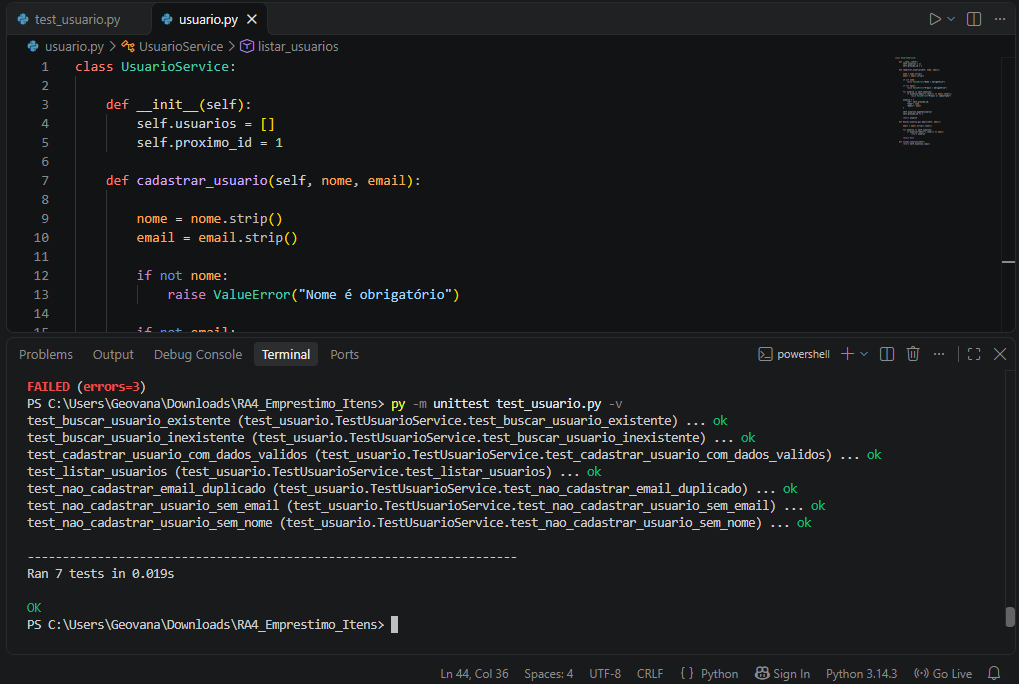 test_usuario.py usuario.py
usuario.py > UsuarioService > listar_usuarios
1 class UsuarioService:
2
3 def __init__(self):
4 self.usuarios = []
5 self.proximo_id = 1
6
7 def cadastrar_usuario(self, nome, email):
8
9 nome = nome.strip()
10 email = email.strip()
11
12 if not nome:
13 raise ValueError("Nome é obrigatório")
14
15 if not email:
Problems Output Debug Console Terminal Ports powershell
FAILED (errors=3)
PS C:\Users\Geovana\Downloads\RA4_Emprestimo_Itens> py -m unittest test_usuario.py -v
test_buscar_usuario_existente (test_usuario.TestUsuarioService.test_buscar_usuario_existente) ... ok
test_buscar_usuario_inexistente (test_usuario.TestUsuarioService.test_buscar_usuario_inexistente) ... ok
test_cadastrar_usuario_com_dados_validos (test_usuario.TestUsuarioService.test_cadastrar_usuario_com_dados_validos) ... ok
test_listar_usuarios (test_usuario.TestUsuarioService.test_listar_usuarios) ... ok
test_nao_cadastrar_email_duplicado (test_usuario.TestUsuarioService.test_nao_cadastrar_email_duplicado) ... ok
test_nao_cadastrar_usuario_sem_email (test_usuario.TestUsuarioService.test_nao_cadastrar_usuario_sem_email) ... ok
test_nao_cadastrar_usuario_sem_nome (test_usuario.TestUsuarioService.test_nao_cadastrar_usuario_sem_nome) ... ok
----------------------------------------------------------------------
Ran 7 tests in 0.019s
OK
PS C:\Users\Geovana\Downloads\RA4_Emprestimo_Itens>
Ln 44, Col 36 Spaces: 4 UTF-8 CRLF {} Python Sign In Python 3.14.3 Go Live